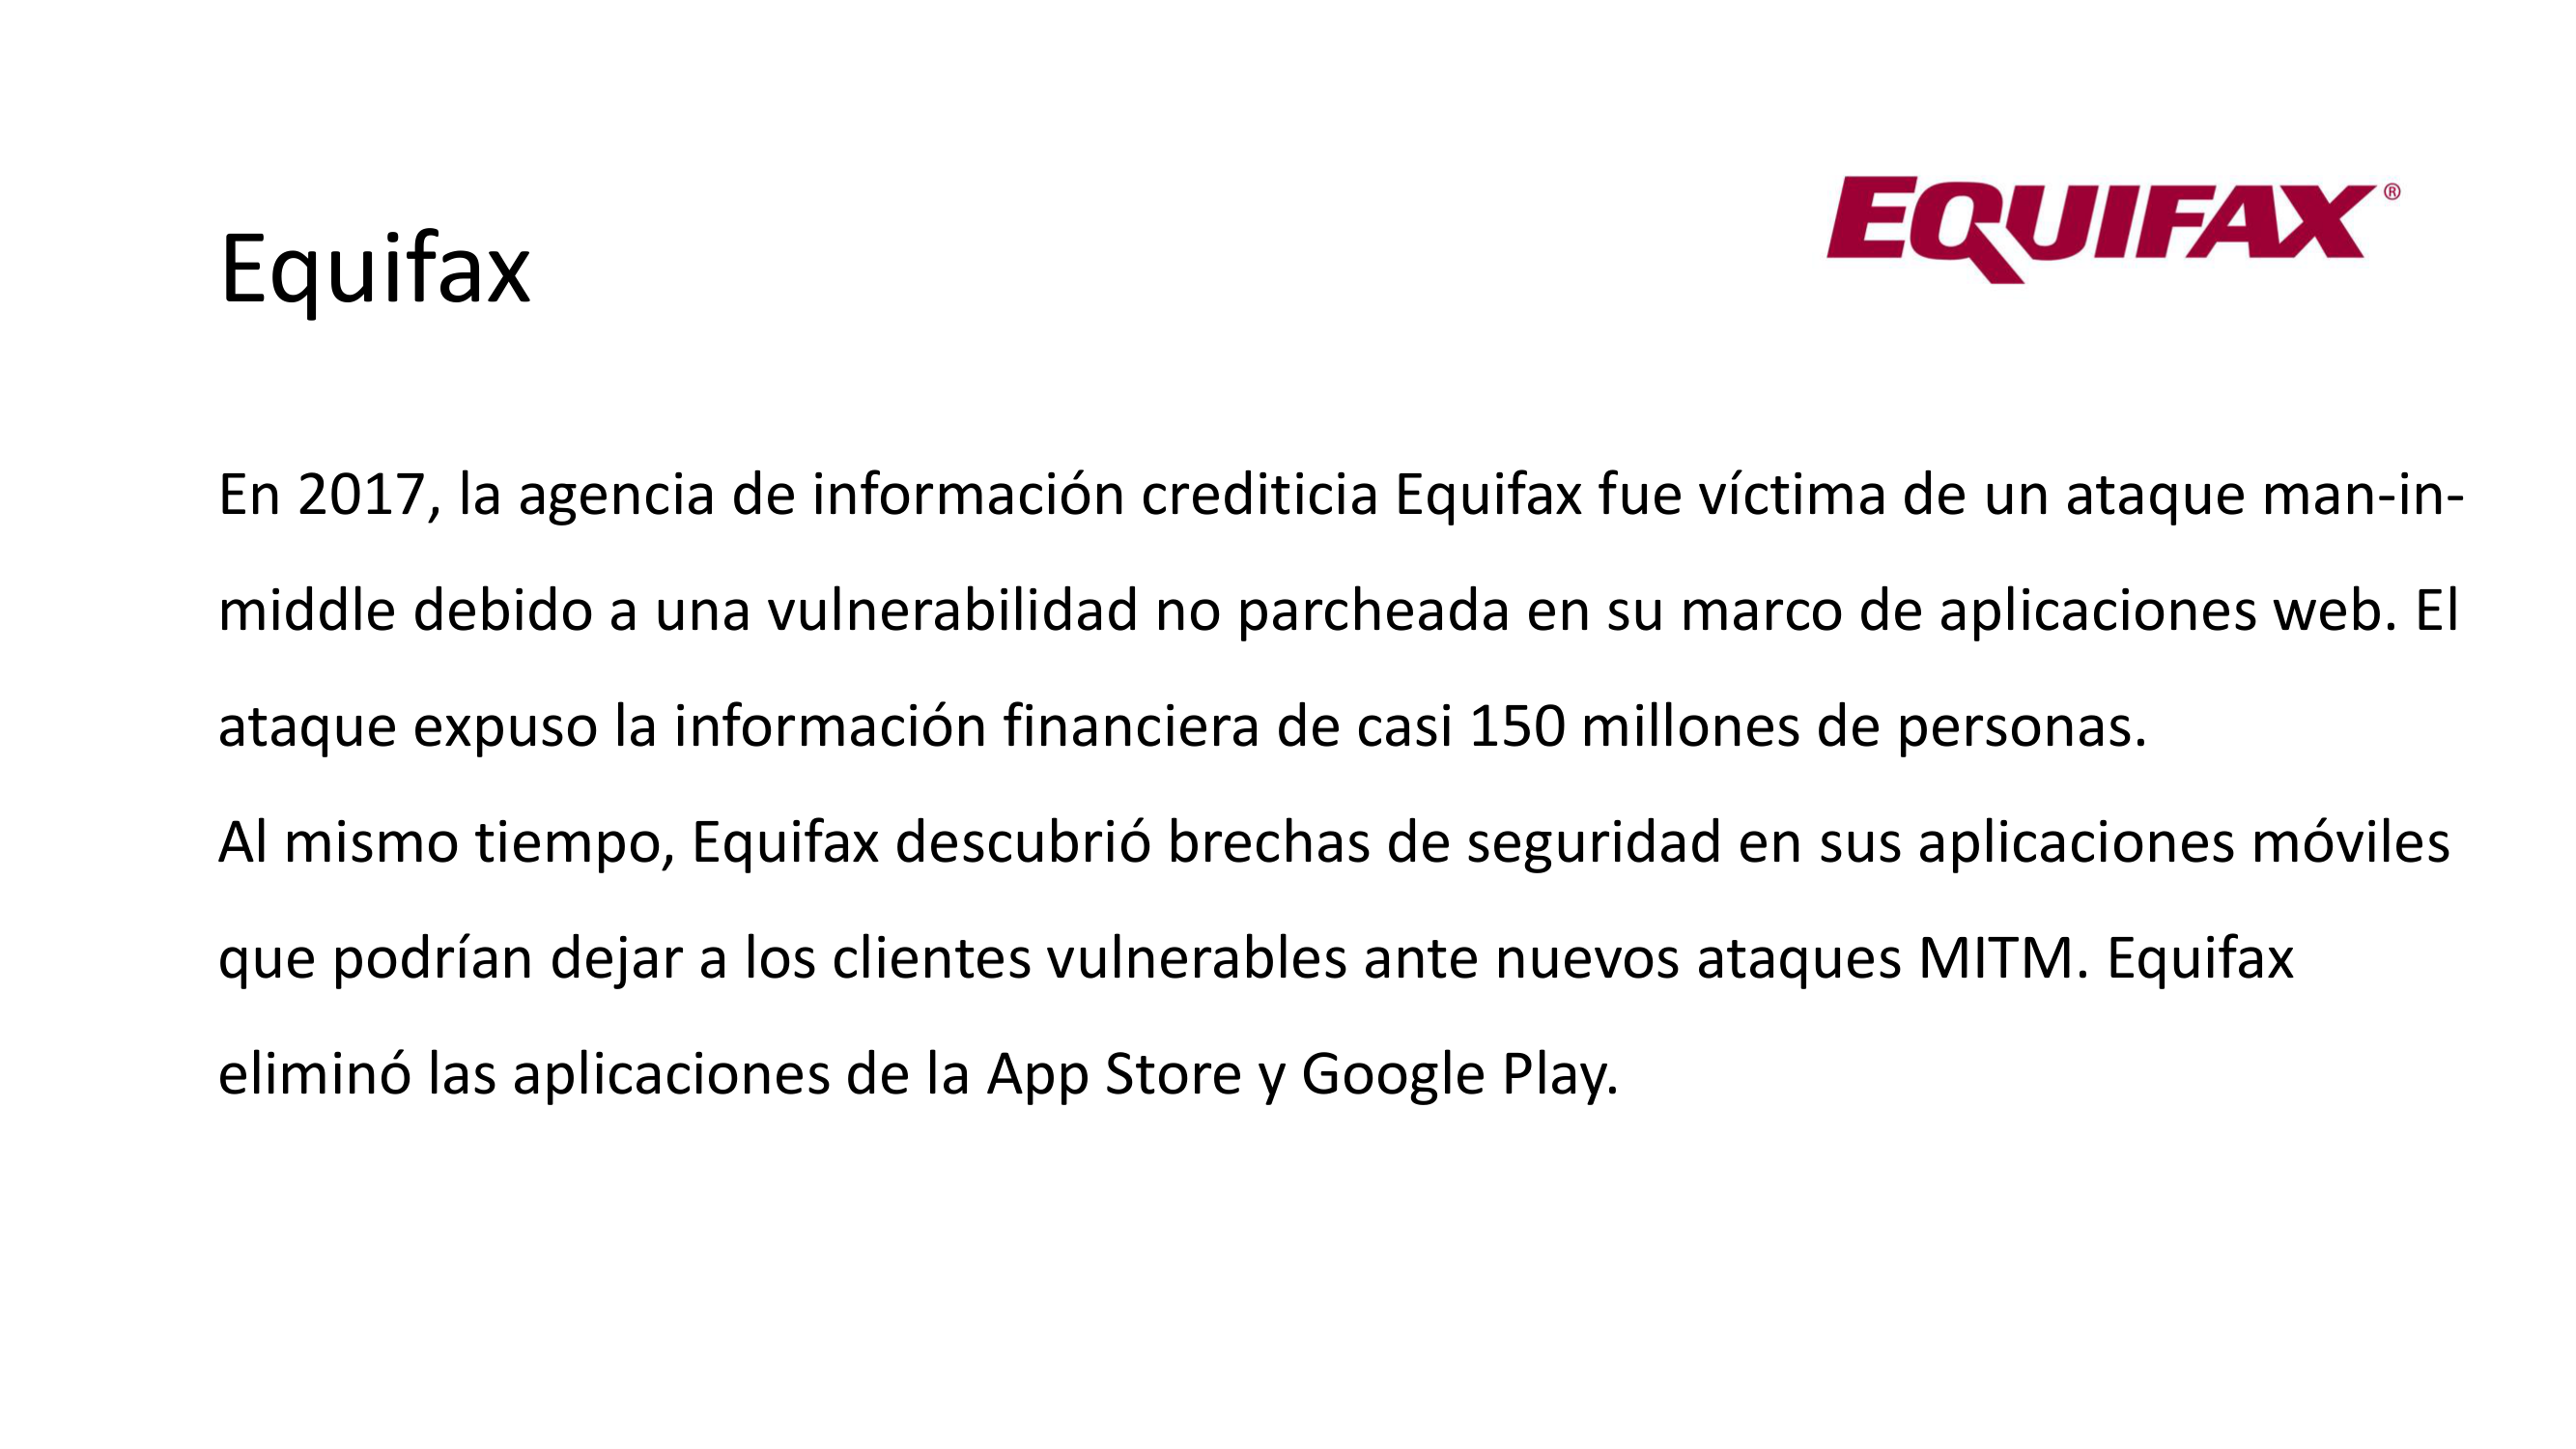 EQUIFAX®
Equifax
En 2017, la agencia de información crediticia Equifax fue víctima de un ataque man-in-
middle debido a una vulnerabilidad no parcheada en su marco de aplicaciones web. El
ataque expuso la información financiera de casi 150 millones de personas.
Al mismo tiempo, Equifax descubrió brechas de seguridad en sus aplicaciones móviles
que podrían dejar a los clientes vulnerables ante nuevos ataques MITM. Equifax
eliminó las aplicaciones de la App Store y Google Play.